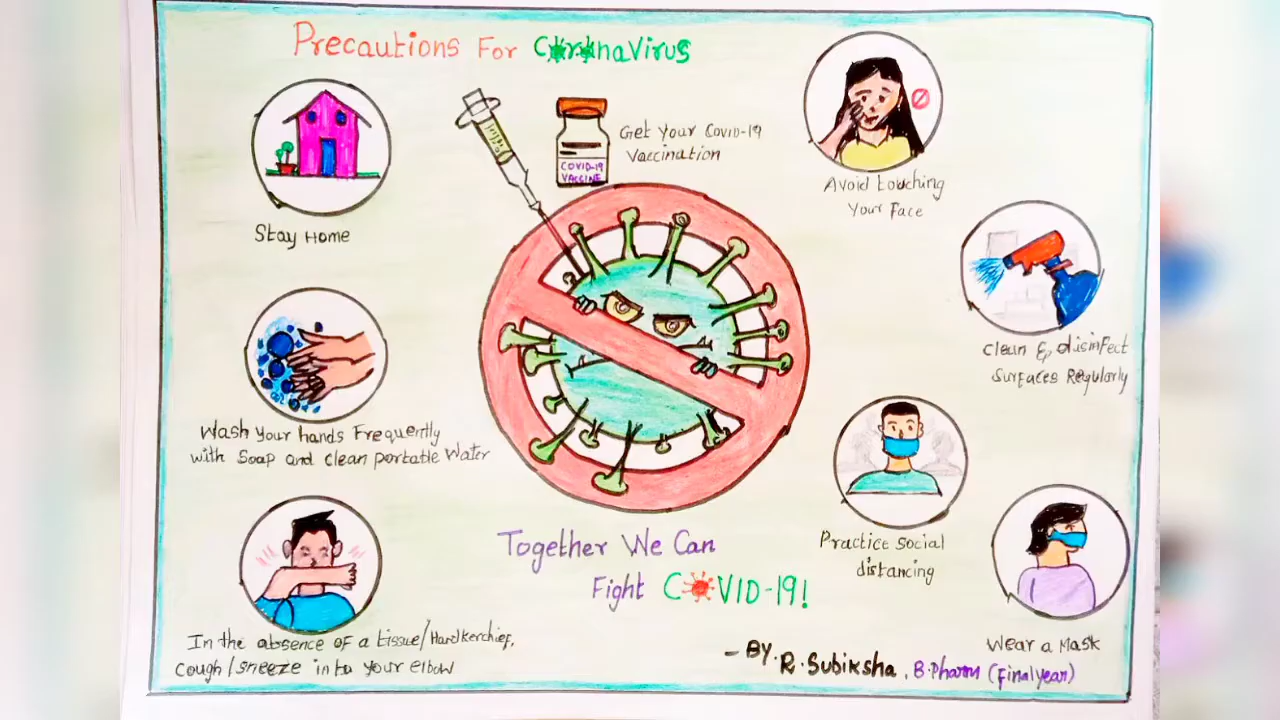 Precautions For CoronaVirus
Get Your Covid-19
Vaccination
COVID-19
VACCINE
Avoid touching
Your Face
Stay Home
Clean & disinfect
Surfaces Regularly
Wash Your hands Frequently
with Soap and clean portable Water
Practice social
distancing
Together We Can
Fight COVID-19!
In the absence of a tissue/Handkerchief,
Cough/sneeze into your elbow
Wear a Mask
- BY. R. Subiksha, B.Pharm (Final year)